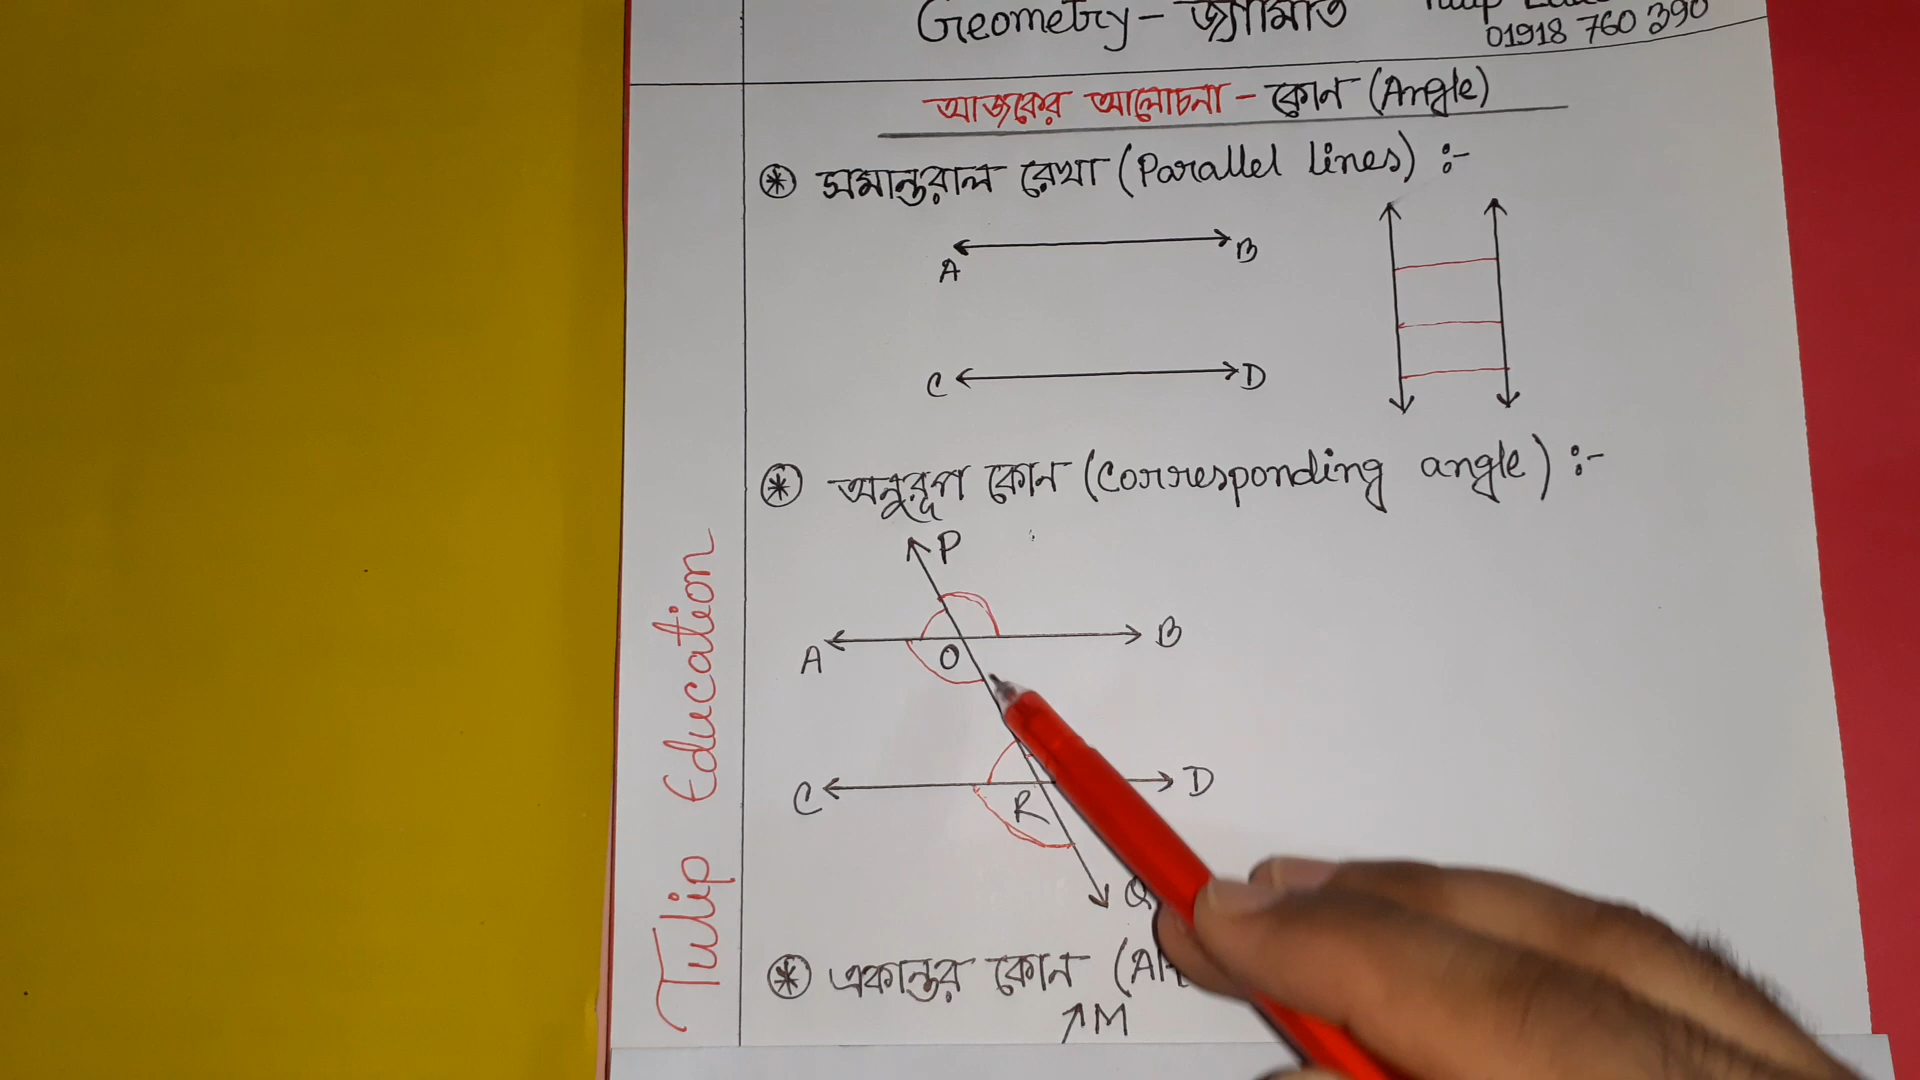 Geometry - জ্যামিতি
01918 760 390
আজকের আলোচনা - কোন (Angle)
সমান্তরাল রেখা (Parallel lines) :-
A B
C D
অনুরূপ কোন (Corresponding angle) :-
P
A O B
C R D
Q
একান্তর কোন (Al
M
Tulip Education